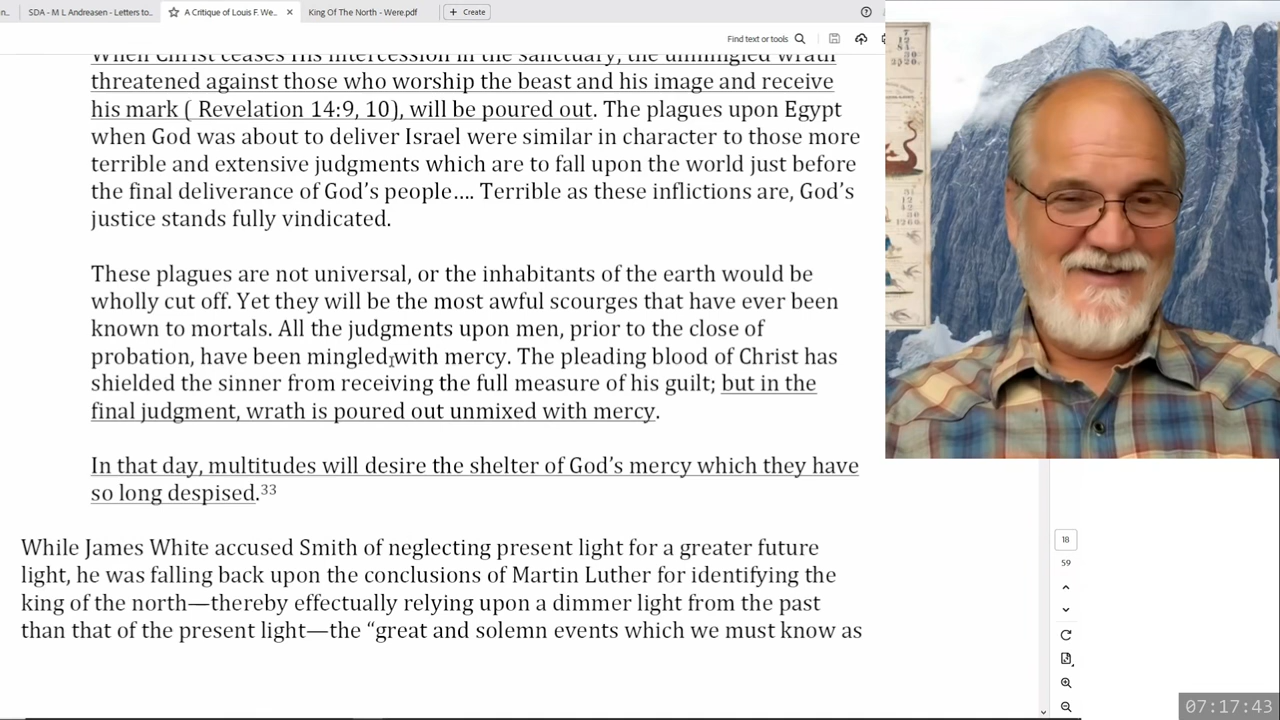 n...
SDA - M L Andreasen - Letters to...
A Critique of Louis F. We...
King Of The North - Were.pdf
+ Create
Find text or tools
When Christ ceases His intercession in the sanctuary, the unmingled wrath
threatened against those who worship the beast and his image and receive
his mark ( Revelation 14:9, 10), will be poured out. The plagues upon Egypt
when God was about to deliver Israel were similar in character to those more
terrible and extensive judgments which are to fall upon the world just before
the final deliverance of God’s people…. Terrible as these inflictions are, God’s
justice stands fully vindicated.
These plagues are not universal, or the inhabitants of the earth would be
wholly cut off. Yet they will be the most awful scourges that have ever been
known to mortals. All the judgments upon men, prior to the close of
probation, have been mingled with mercy. The pleading blood of Christ has
shielded the sinner from receiving the full measure of his guilt; but in the
final judgment, wrath is poured out unmixed with mercy.
In that day, multitudes will desire the shelter of God’s mercy which they have
so long despised.33
While James White accused Smith of neglecting present light for a greater future
light, he was falling back upon the conclusions of Martin Luther for identifying the
king of the north—thereby effectually relying upon a dimmer light from the past
than that of the present light—the “great and solemn events which we must know as
18
59
07:17:43